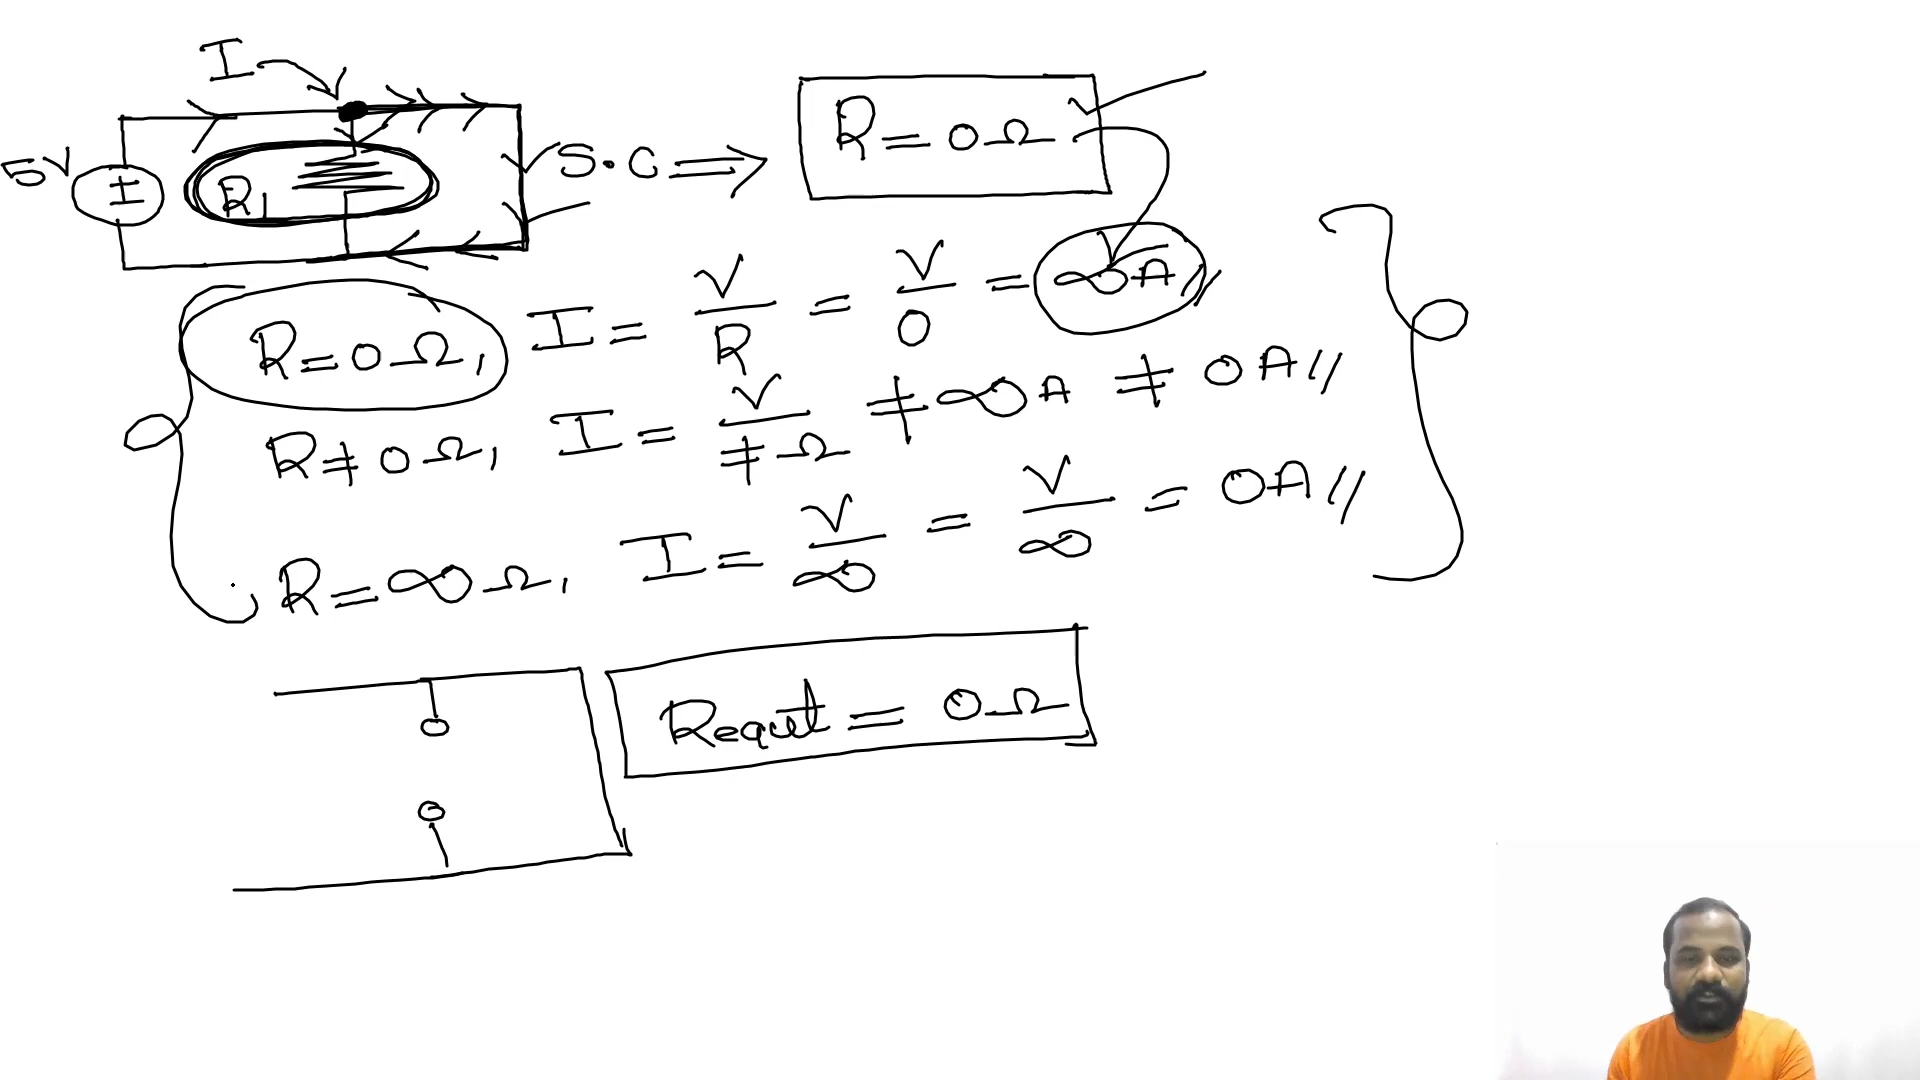 I
5V
R1
S.C ⟹ R = 0Ω
R = 0Ω, I = V/R = V/0 = ∞A//
R ≠ 0Ω, I = V/≠Ω ≠ ∞A ≠ 0A//
R = ∞Ω, I = V/∞ = V/∞ = 0A//
Requt = 0Ω